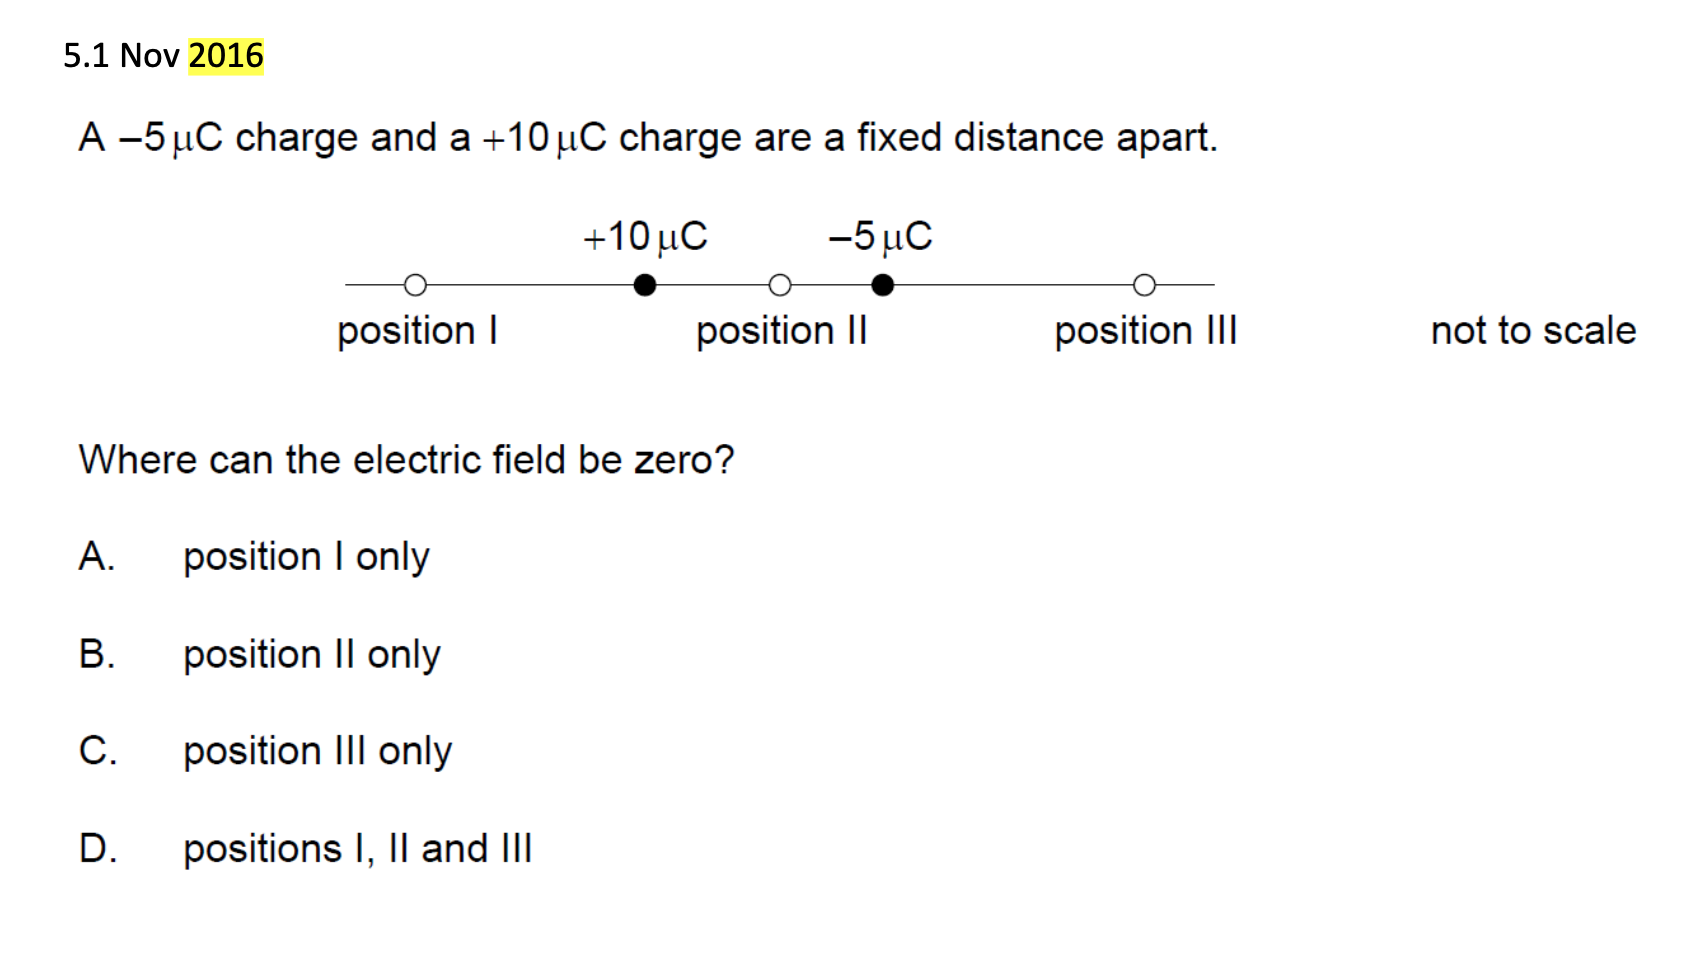 5.1 Nov 2016
A –5 µC charge and a +10 µC charge are a fixed distance apart.
+10 µC –5 µC
position I position II position III not to scale
Where can the electric field be zero?
A. position I only
B. position II only
C. position III only
D. positions I, II and III